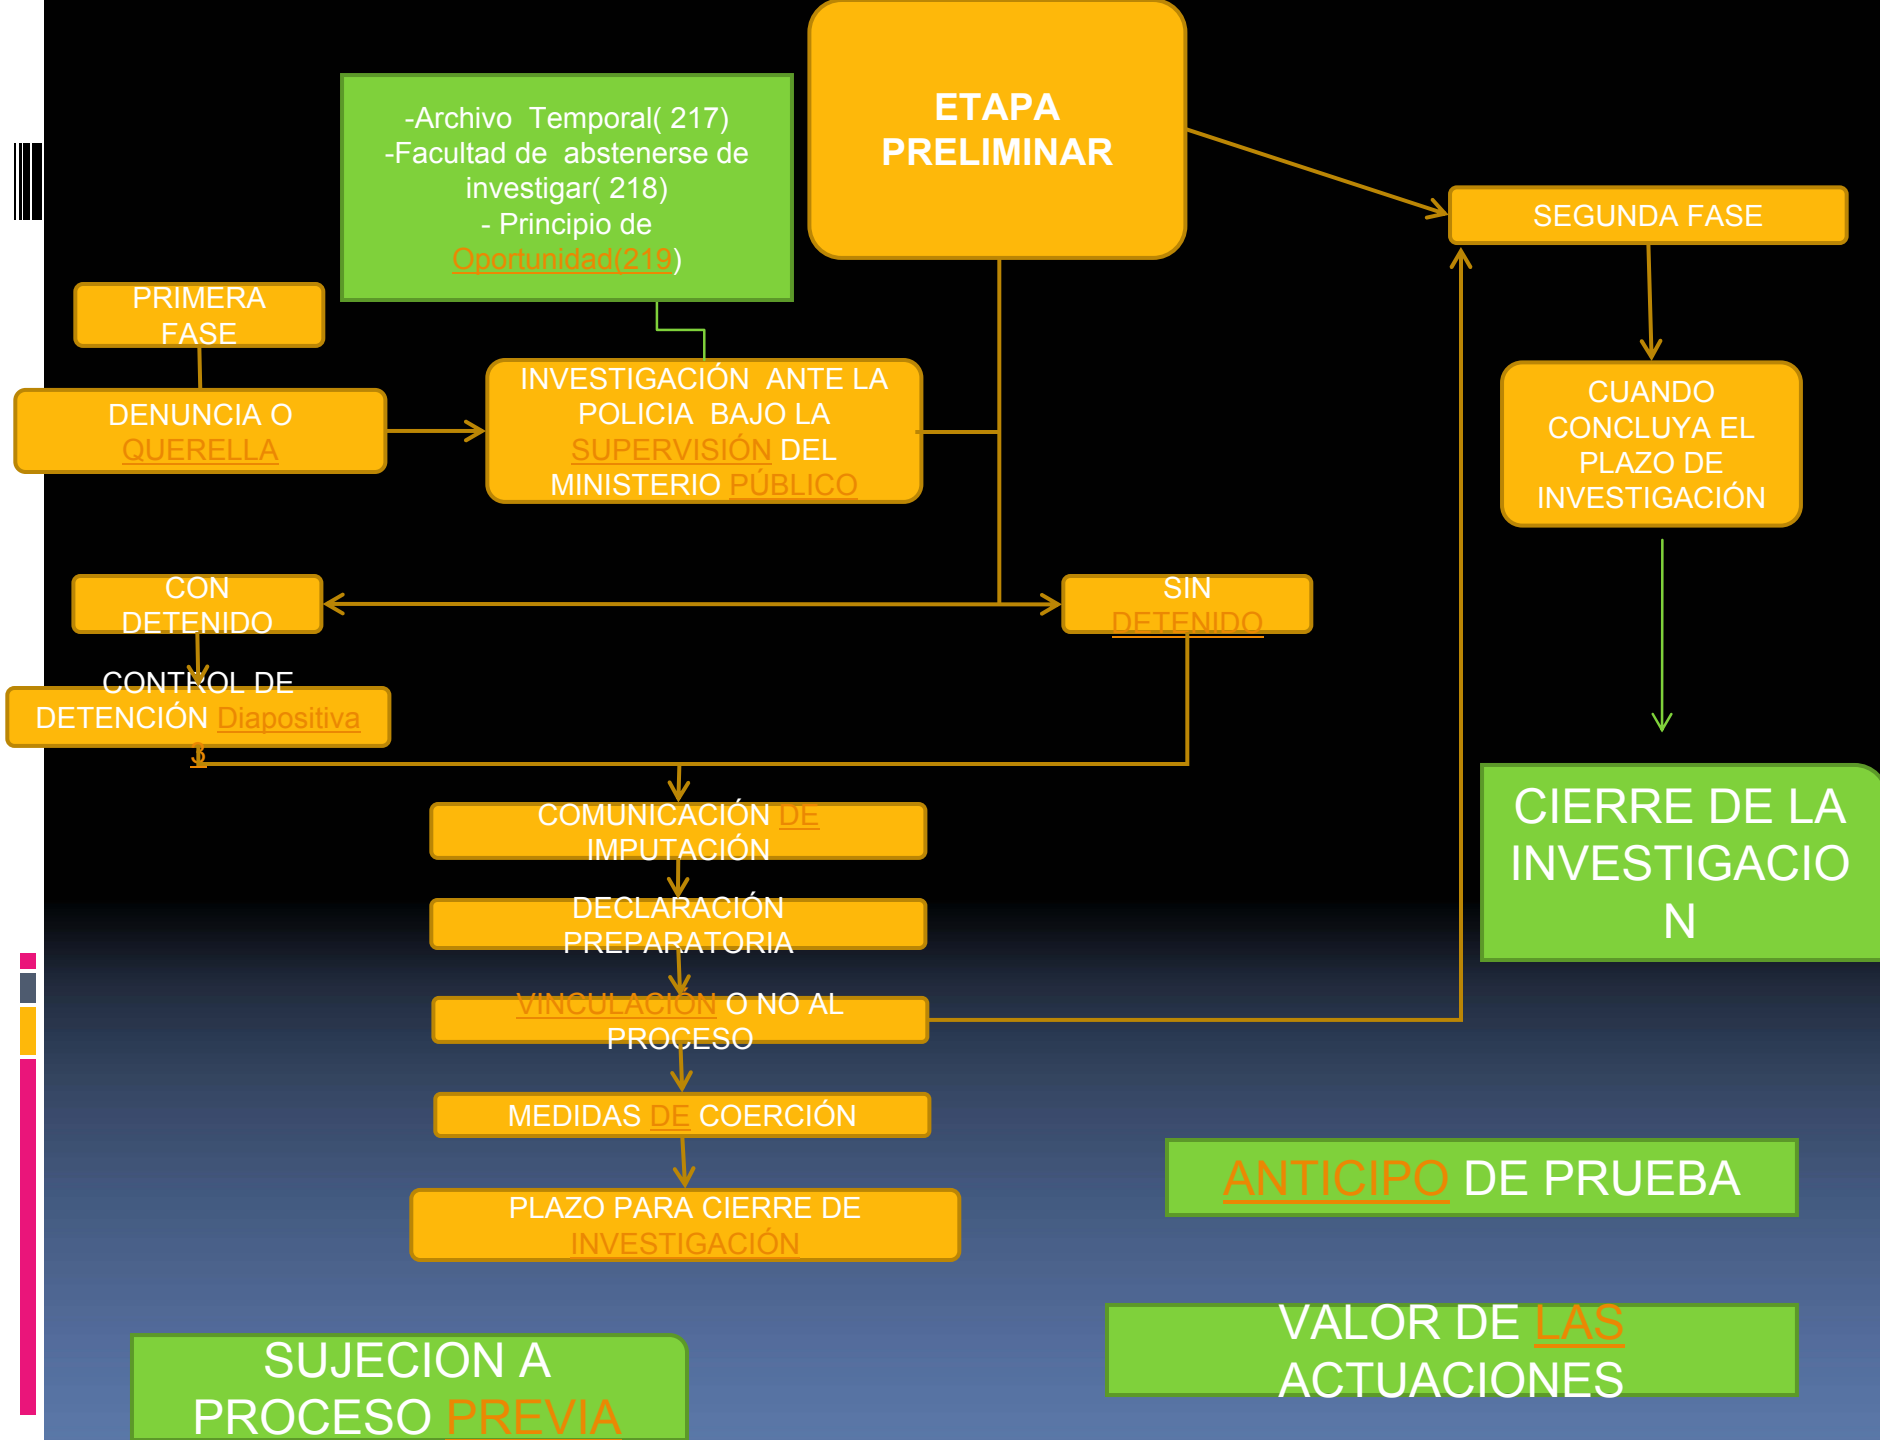 ETAPA
PRELIMINAR
-Archivo Temporal( 217)
-Facultad de abstenerse de
investigar( 218)
- Principio de
Oportunidad(219)
SEGUNDA FASE
PRIMERA
FASE
DENUNCIA O
QUERELLA
INVESTIGACIÓN ANTE LA
POLICIA BAJO LA
SUPERVISIÓN DEL
MINISTERIO PÚBLICO
CUANDO
CONCLUYA EL
PLAZO DE
INVESTIGACIÓN
CON
DETENIDO
SIN
DETENIDO
CONTROL DE
DETENCIÓN Diapositiva
3
COMUNICACIÓN DE
IMPUTACIÓN
DECLARACIÓN
PREPARATORIA
VINCULACIÓN O NO AL
PROCESO
MEDIDAS DE COERCIÓN
PLAZO PARA CIERRE DE
INVESTIGACIÓN
CIERRE DE LA
INVESTIGACIO
N
ANTICIPO DE PRUEBA
VALOR DE LAS
ACTUACIONES
SUJECION A
PROCESO PREVIA